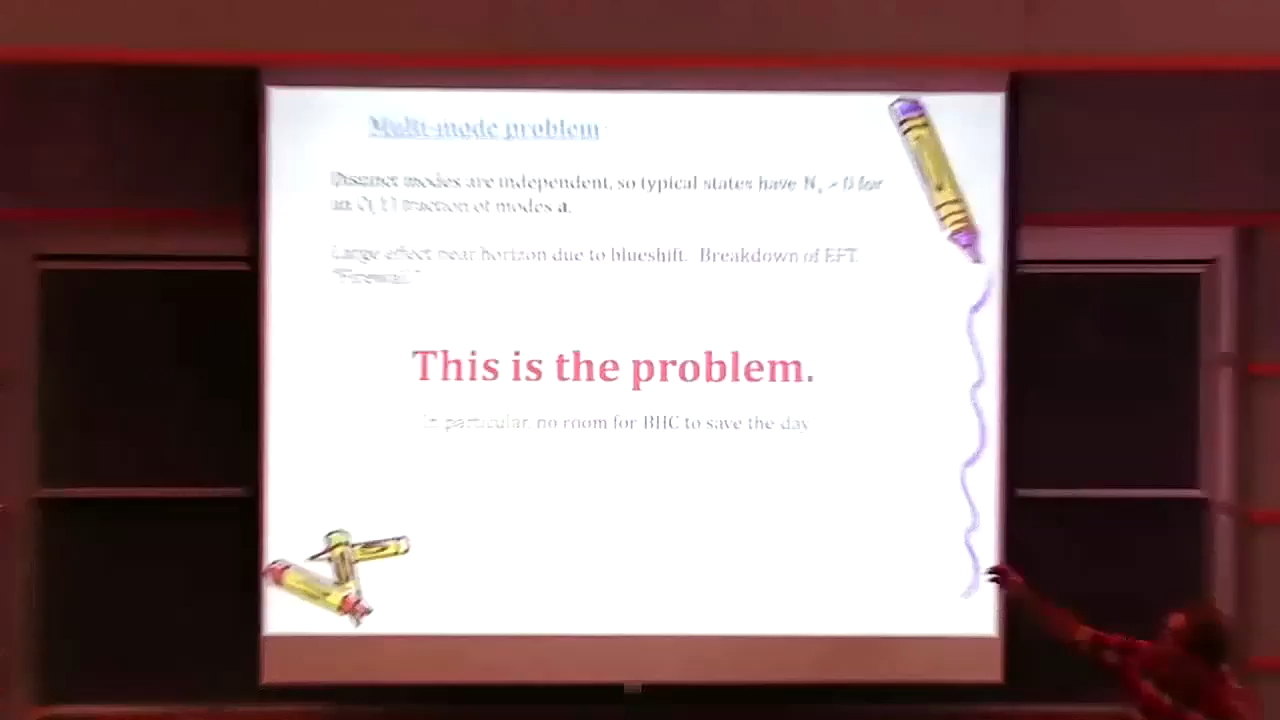 Multi-mode problem
Distinct modes are independent, so typical states have Nₐ > 0 for
an O(1) fraction of modes a.
Large effect near horizon due to blueshift. Breakdown of EFT.
"Firewall"
This is the problem.
In particular, no room for BHC to save the day